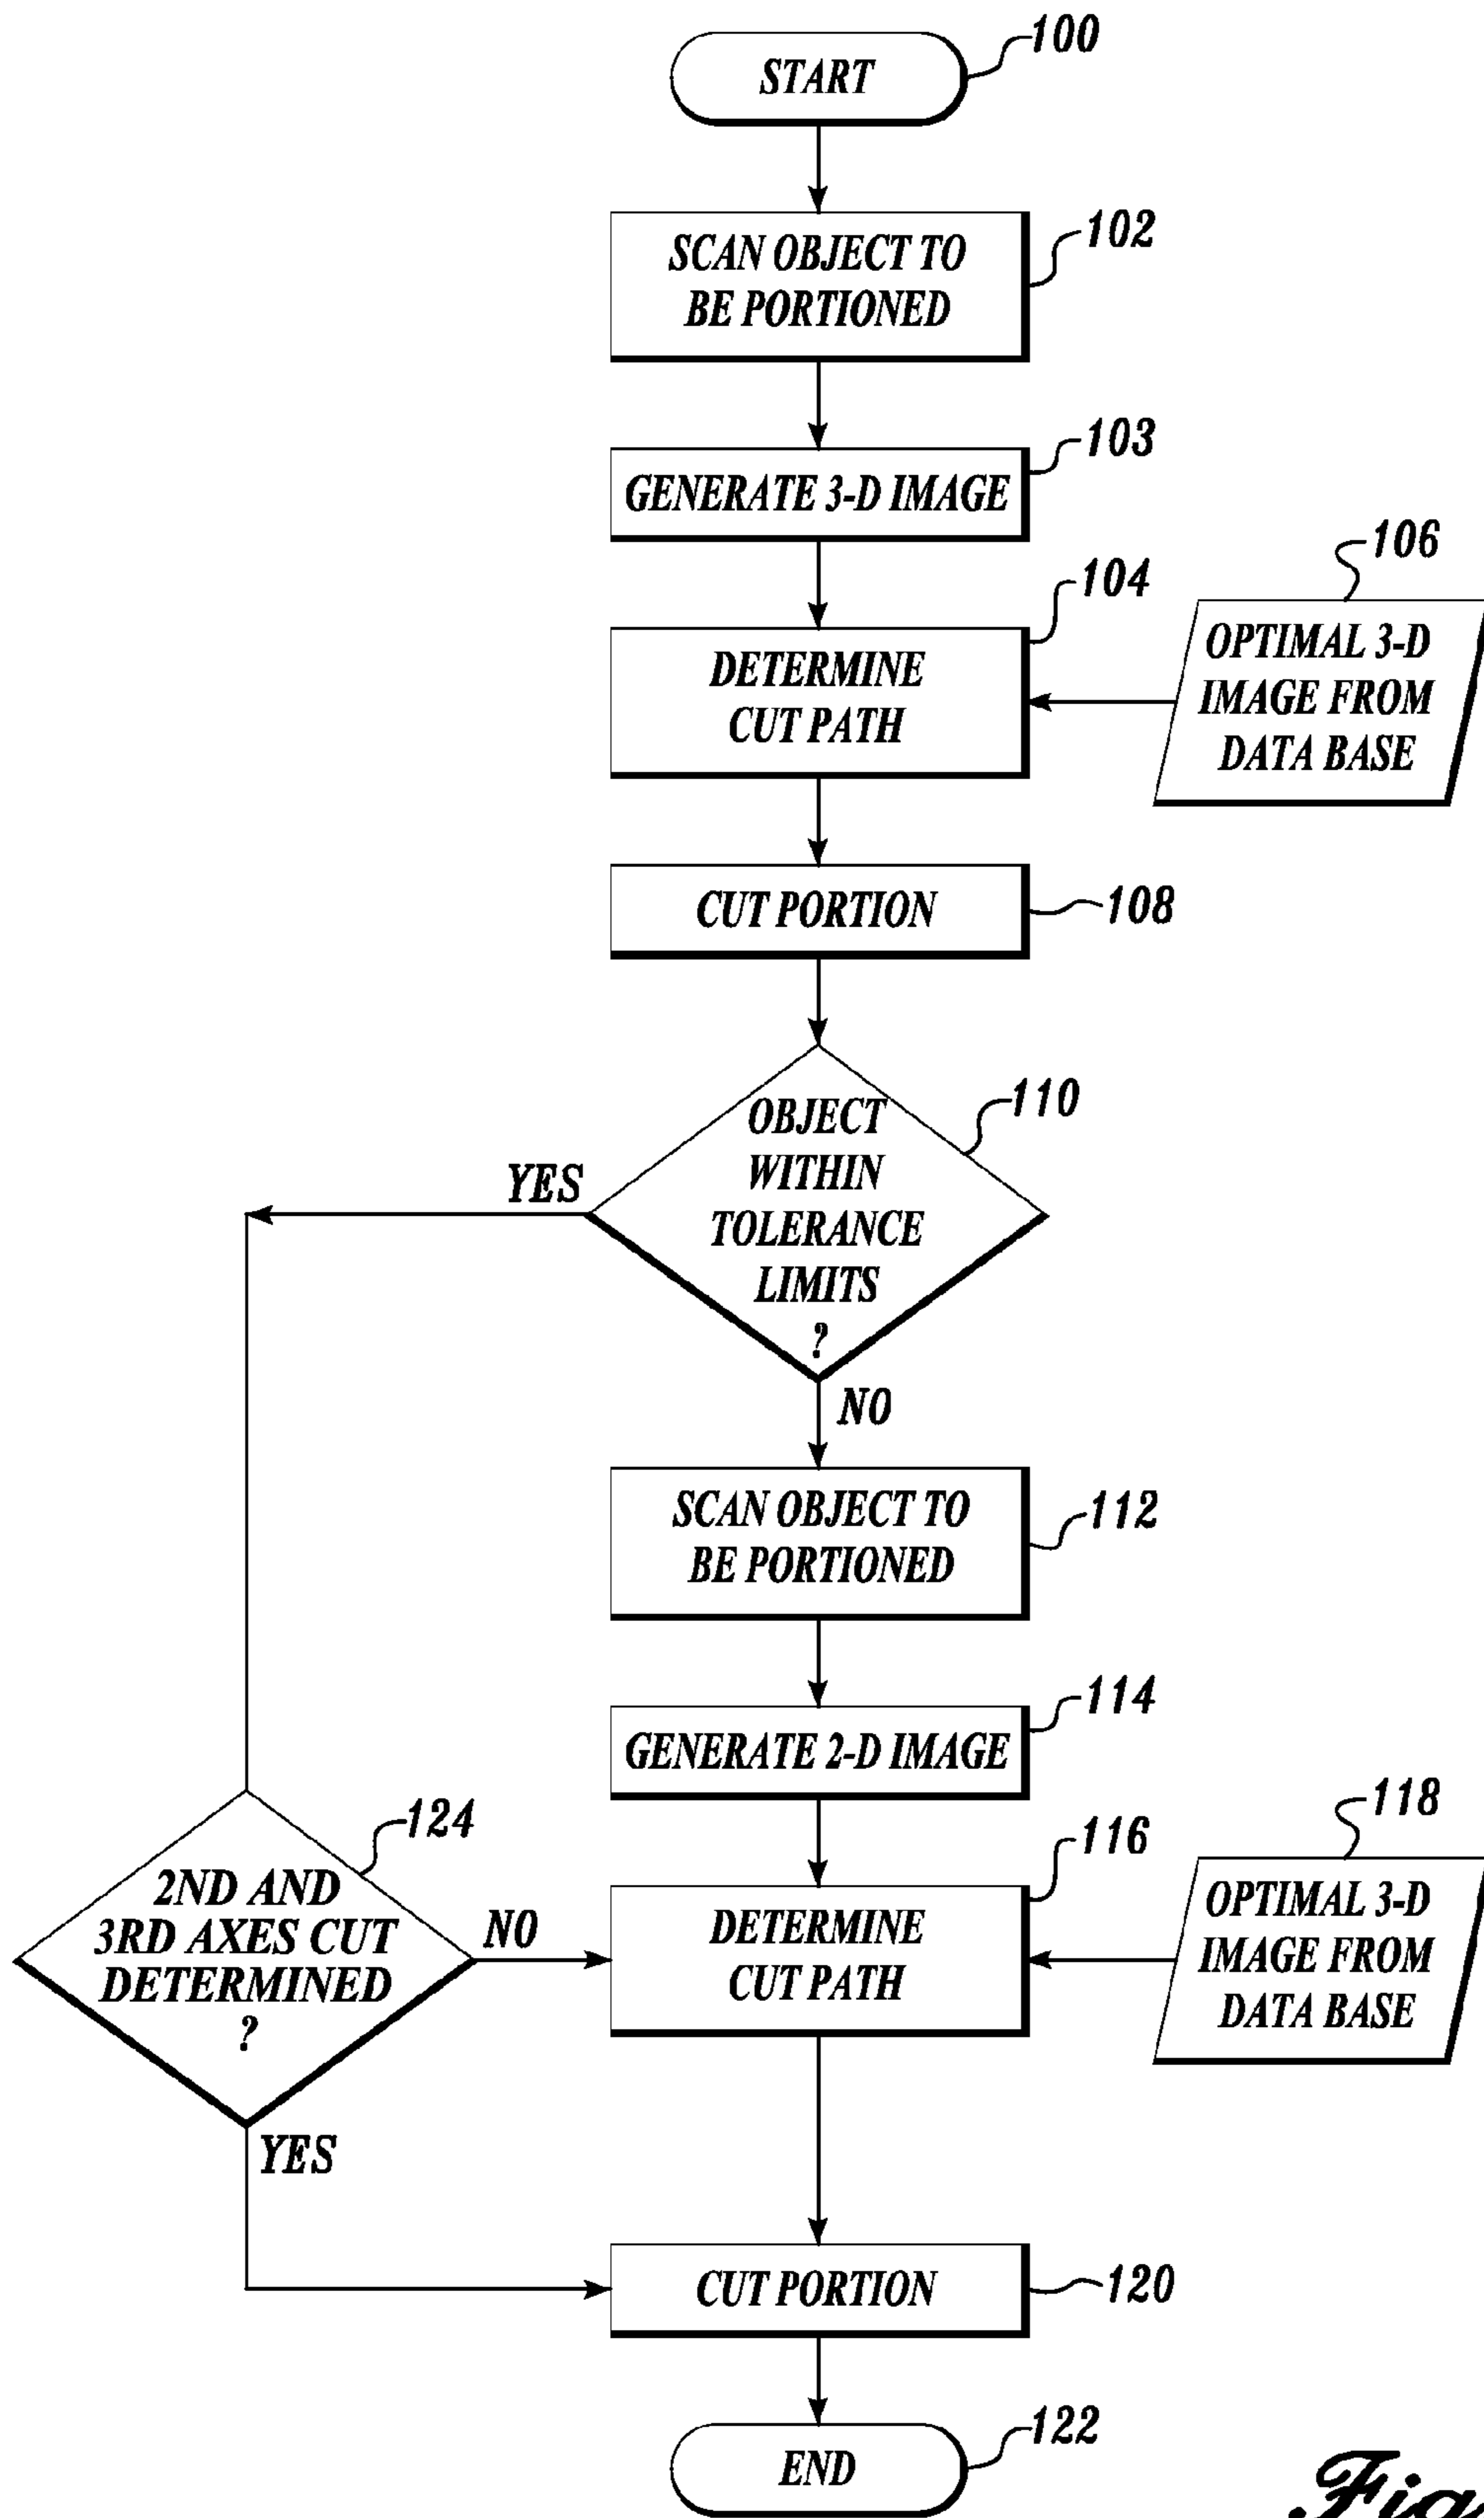 START
100
SCAN OBJECT TO
BE PORTIONED
102
GENERATE 3-D IMAGE
103
DETERMINE
CUT PATH
104
OPTIMAL 3-D
IMAGE FROM
DATA BASE
106
CUT PORTION
108
OBJECT
WITHIN
TOLERANCE
LIMITS
?
110
YES
NO
SCAN OBJECT TO
BE PORTIONED
112
GENERATE 2-D IMAGE
114
2ND AND
3RD AXES CUT
DETERMINED
?
124
NO
YES
DETERMINE
CUT PATH
116
OPTIMAL 3-D
IMAGE FROM
DATA BASE
118
CUT PORTION
120
END
122
Fig